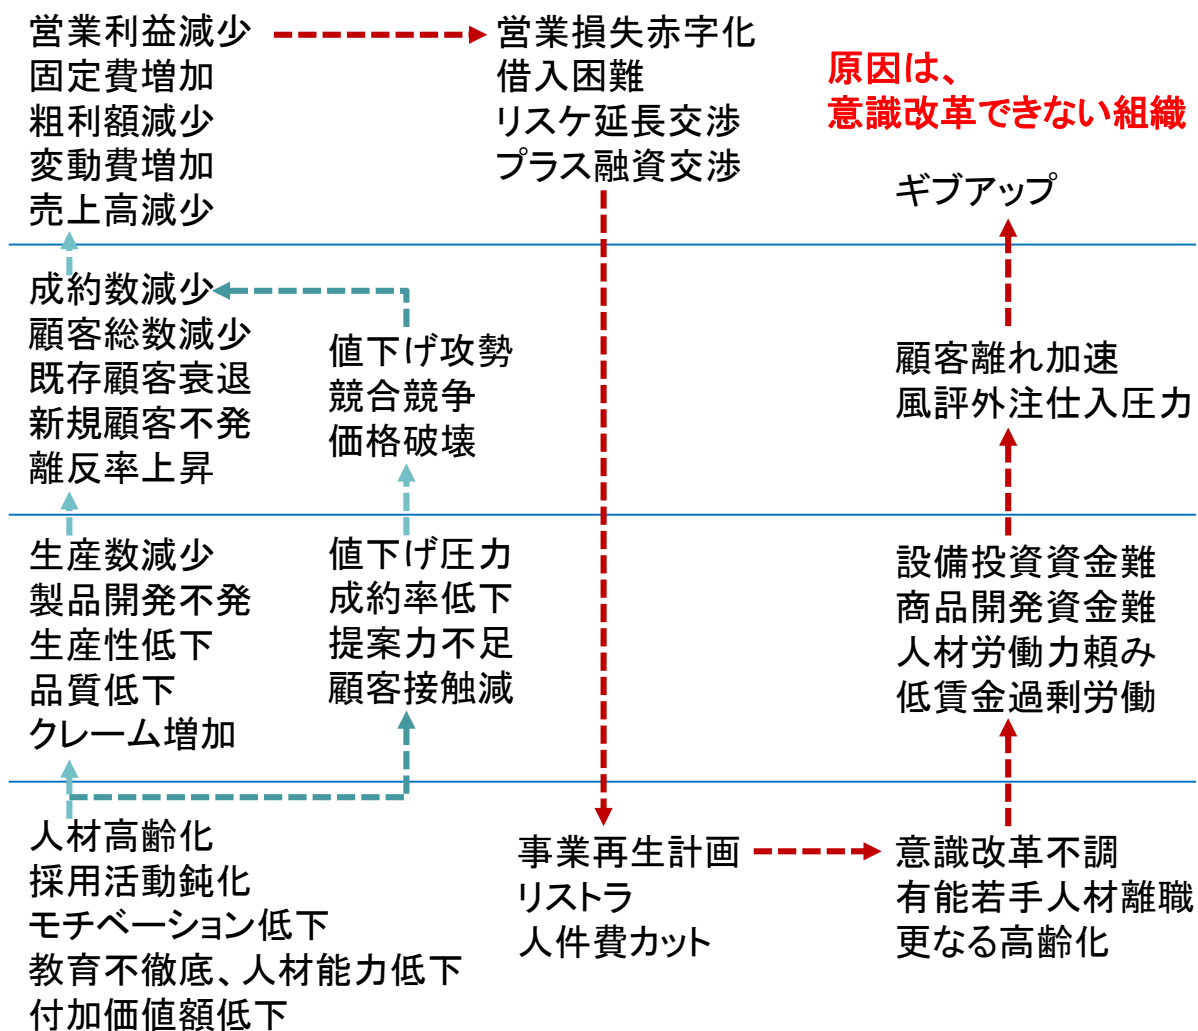 営業利益減少
固定費増加
粗利額減少
変動費増加
売上高減少
営業損失赤字化
借入困難
リスケ延長交渉
プラス融資交渉
原因は、
意識改革できない組織
ギブアップ
成約数減少
顧客総数減少
既存顧客衰退
新規顧客不発
離反率上昇
値下げ攻勢
競合競争
価格破壊
顧客離れ加速
風評外注仕入圧力
生産数減少
製品開発不発
生産性低下
品質低下
クレーム増加
値下げ圧力
成約率低下
提案力不足
顧客接触減
設備投資資金難
商品開発資金難
人材労働力頼み
低賃金過剰労働
人材高齢化
採用活動鈍化
モチベーション低下
教育不徹底、人材能力低下
付加価値額低下
事業再生計画
リストラ
人件費カット
意識改革不調
有能若手人材離職
更なる高齢化